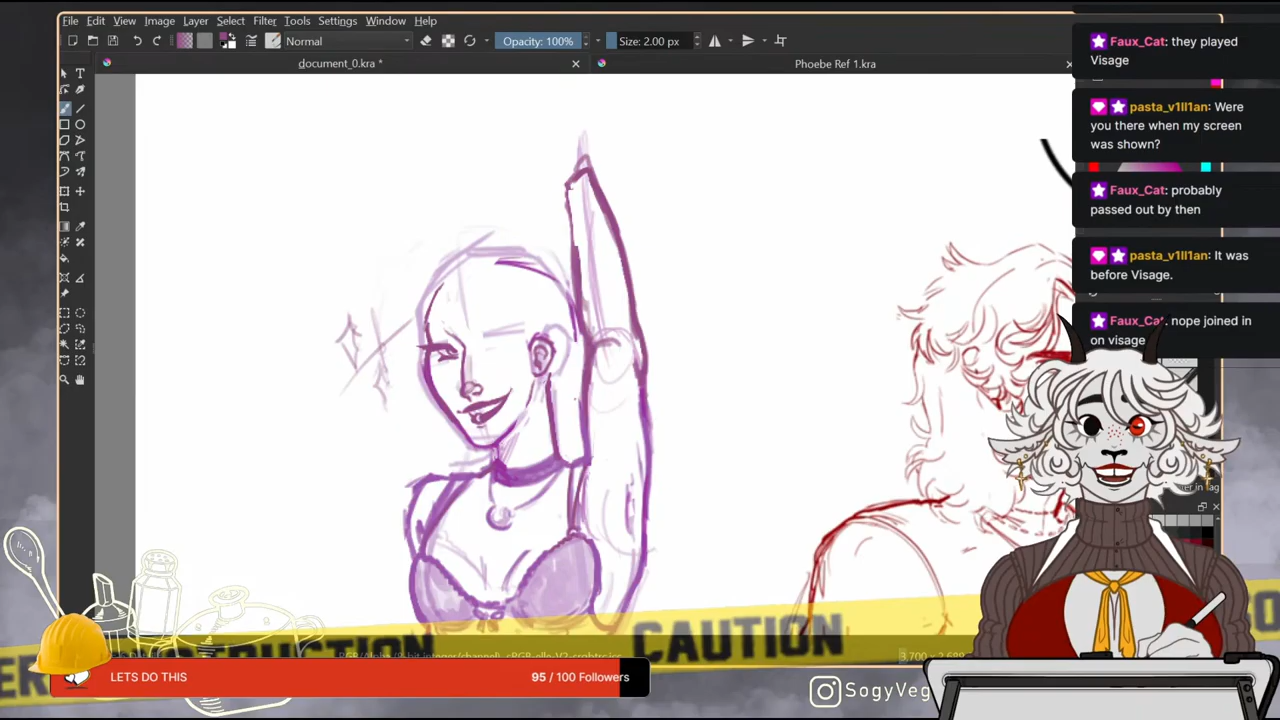 File Edit View Image Layer Select Filter Tools Settings Window Help
Normal
Opacity: 100%
Size: 2.00 px
document_0.kra *
Phoebe Ref 1.kra
Faux_Cat: they played
Visage
pasta_v1ll1an: Were
you there when my screen
was shown?
Faux_Cat: probably
passed out by then
pasta_v1ll1an: It was
before Visage.
Faux_Cat: nope joined in
on visage
CAUTION
LETS DO THIS
95 / 100 Followers
SogyVeg